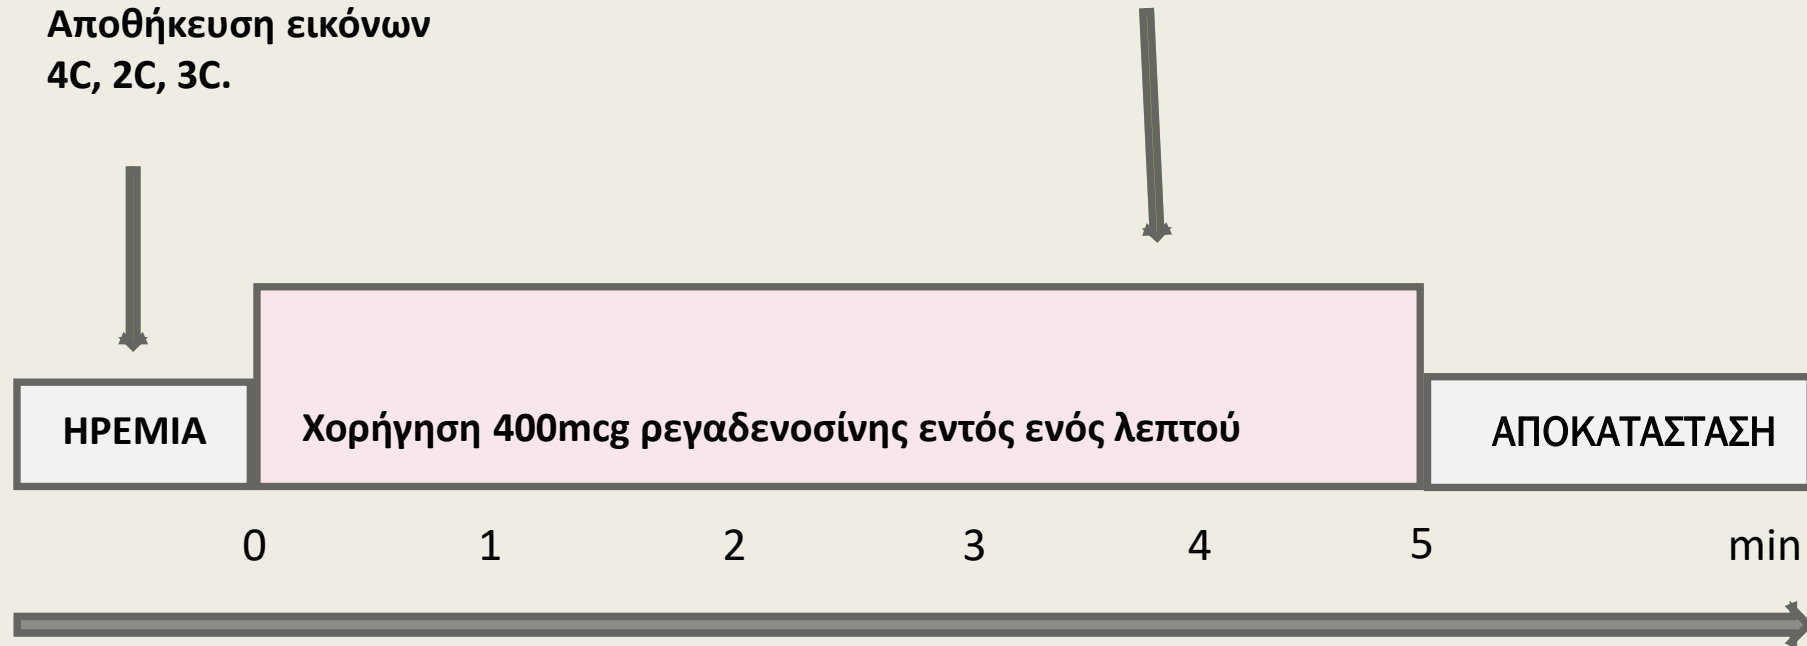 Αποθήκευση εικόνων
4C, 2C, 3C.
ΗΡΕΜΙΑ
Χορήγηση 400mcg ρεγαδενοσίνης εντός ενός λεπτού
ΑΠΟΚΑΤΑΣΤΑΣΗ
0 1 2 3 4 5 min